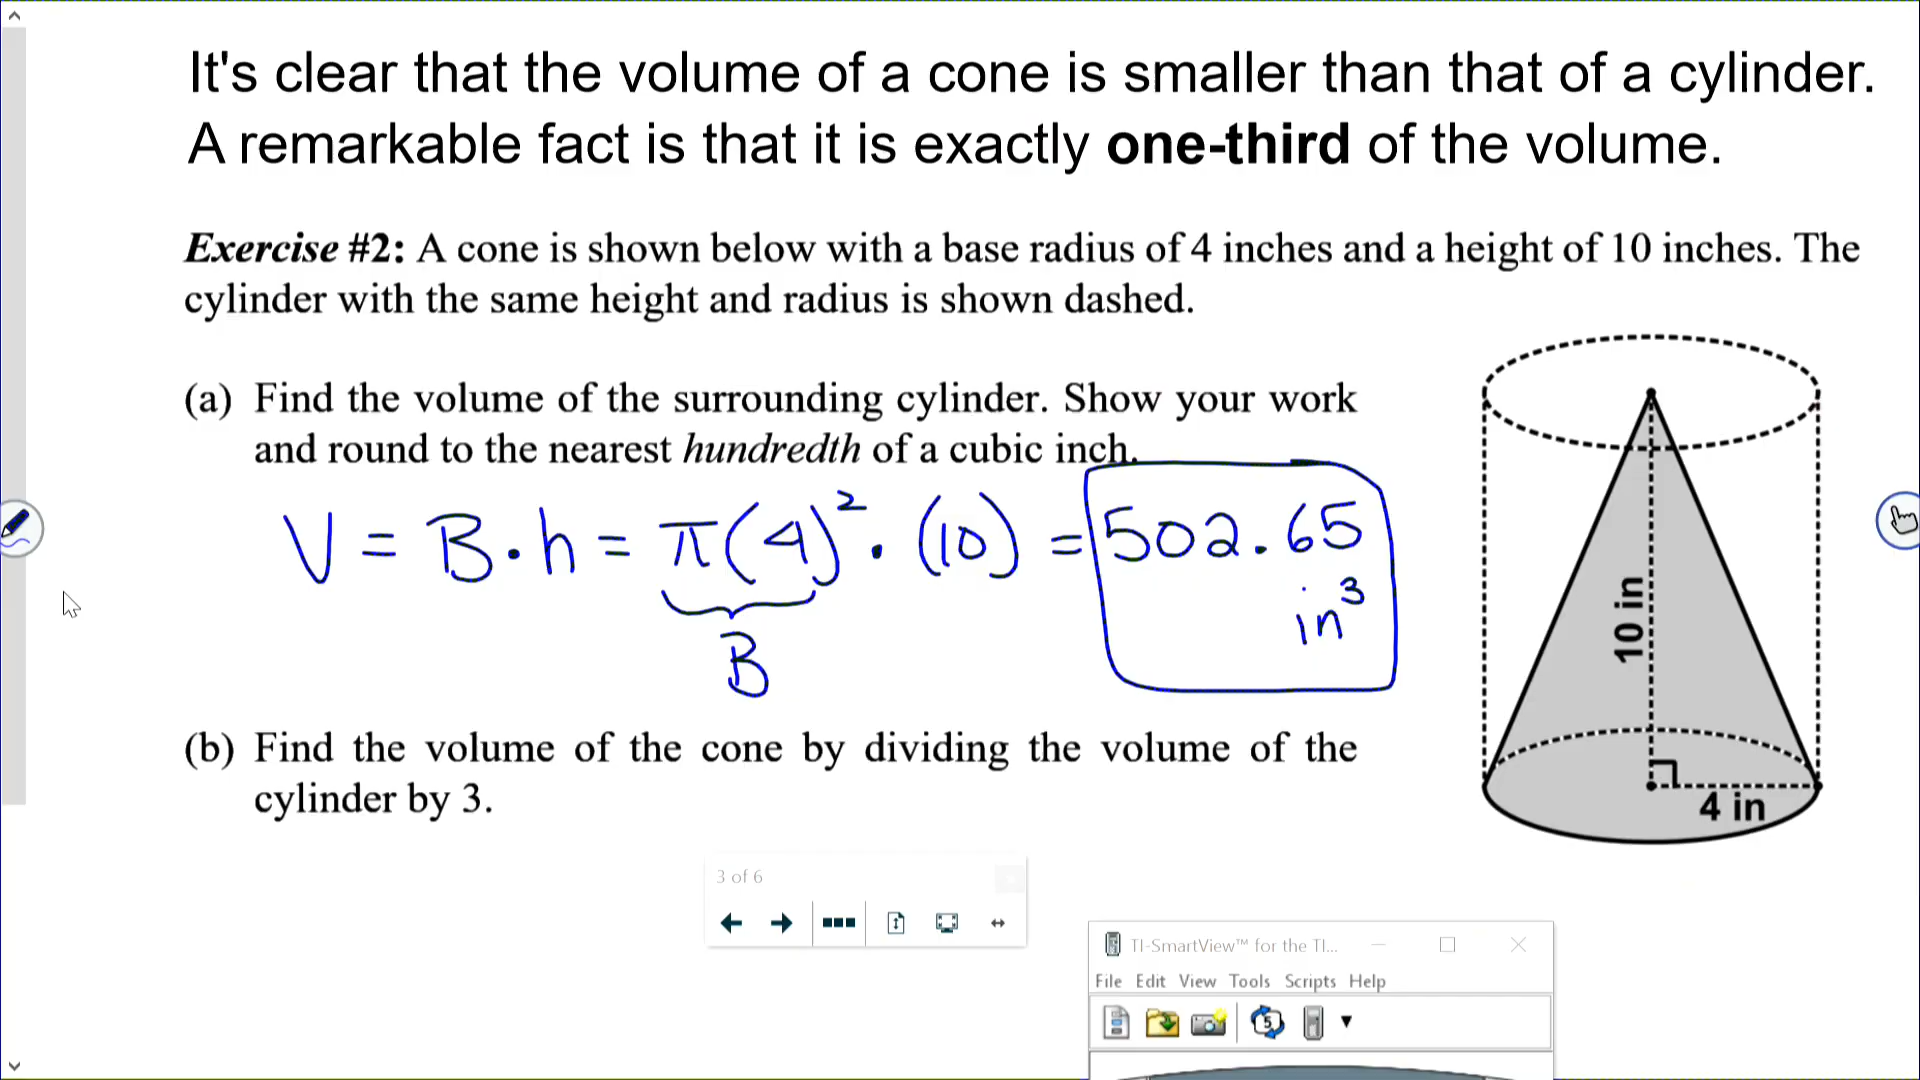 It's clear that the volume of a cone is smaller than that of a cylinder.
A remarkable fact is that it is exactly one-third of the volume.
Exercise #2: A cone is shown below with a base radius of 4 inches and a height of 10 inches. The
cylinder with the same height and radius is shown dashed.
(a) Find the volume of the surrounding cylinder. Show your work
and round to the nearest hundredth of a cubic inch.
V = B·h = π(4)²·(10) = 502.65
in³
B
10 in
4 in
(b) Find the volume of the cone by dividing the volume of the
cylinder by 3.
3 of 6
TI-SmartView™ for the TI...
File Edit View Tools Scripts Help
5